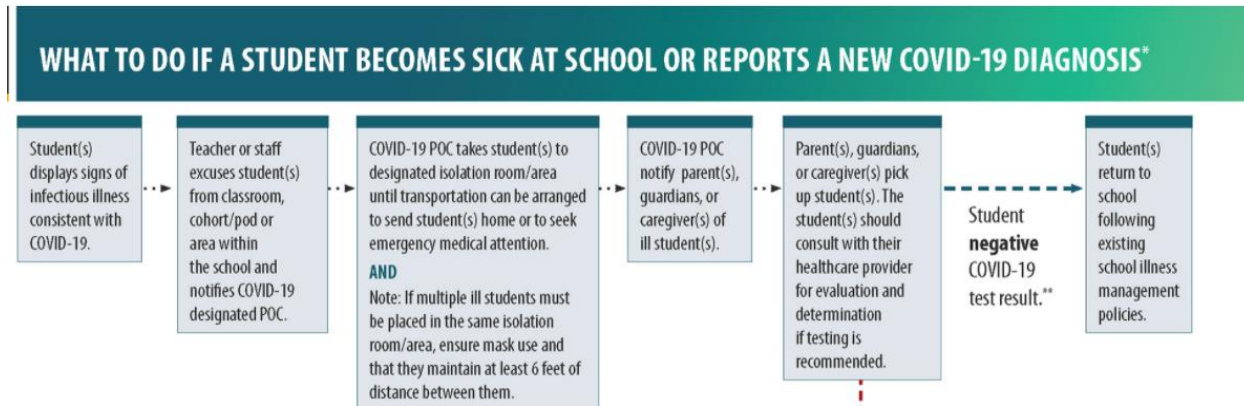 WHAT TO DO IF A STUDENT BECOMES SICK AT SCHOOL OR REPORTS A NEW COVID-19 DIAGNOSIS*
Student(s)
displays signs of
infectious illness
consistent with
COVID-19.
Teacher or staff
excuses student(s)
from classroom,
cohort/pod or
area within
the school and
notifies COVID-19
designated POC.
COVID-19 POC takes student(s) to
designated isolation room/area
until transportation can be arranged
to send student(s) home or to seek
emergency medical attention.
AND
Note: If multiple ill students must
be placed in the same isolation
room/area, ensure mask use and
that they maintain at least 6 feet of
distance between them.
COVID-19 POC
notify parent(s),
guardians, or
caregiver(s) of
ill student(s).
Parent(s), guardians,
or caregiver(s) pick
up student(s). The
student(s) should
consult with their
healthcare provider
for evaluation and
determination
if testing is
recommended.
Student
negative
COVID-19
test result.**
Student(s)
return to
school
following
existing
school illness
management
policies.